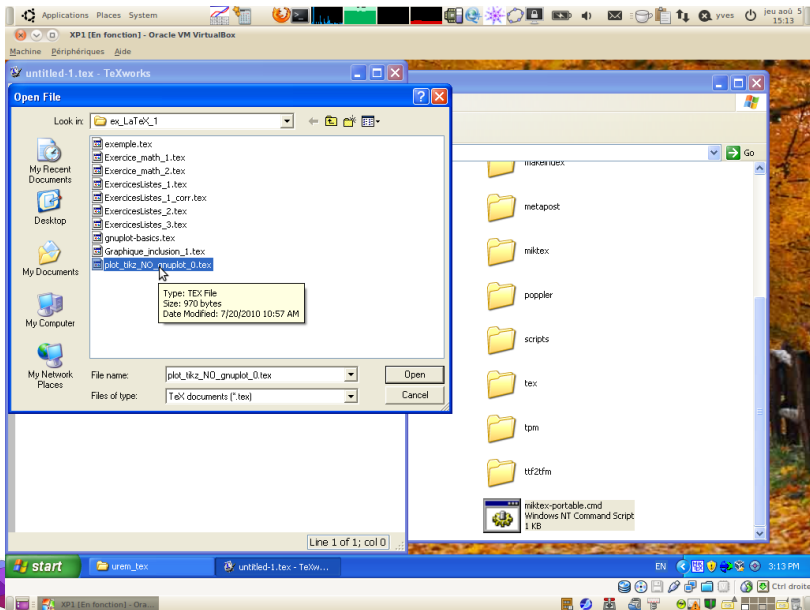 Applications Places System
yves
jeu aoû 5
15:13
XP1 [En fonction] - Oracle VM VirtualBox
Machine Périphériques Aide
untitled-1.tex - TeXworks
Open File
Look in: ex_LaTeX_1
My Recent
Documents
Desktop
My Documents
My Computer
My Network
Places
exemple.tex
Exercice_math_1.tex
Exercice_math_2.tex
ExercicesListes_1.tex
ExercicesListes_1_corr.tex
ExercicesListes_2.tex
ExercicesListes_3.tex
gnuplot-basics.tex
Graphique_inclusion_1.tex
plot_tikz_NO_gnuplot_0.tex
Type: TEX File
Size: 970 bytes
Date Modified: 7/20/2010 10:57 AM
File name: plot_tikz_NO_gnuplot_0.tex Open
Files of type: TeX documents (*.tex) Cancel
Go
makeindex
metapost
miktex
poppler
scripts
tex
tpm
ttf2tfm
miktex-portable.cmd
Windows NT Command Script
1 KB
Line 1 of 1; col 0
start urem_tex untitled-1.tex - TeXw... EN 3:13 PM
Ctrl droite
XP1 [En fonction] - Ora...